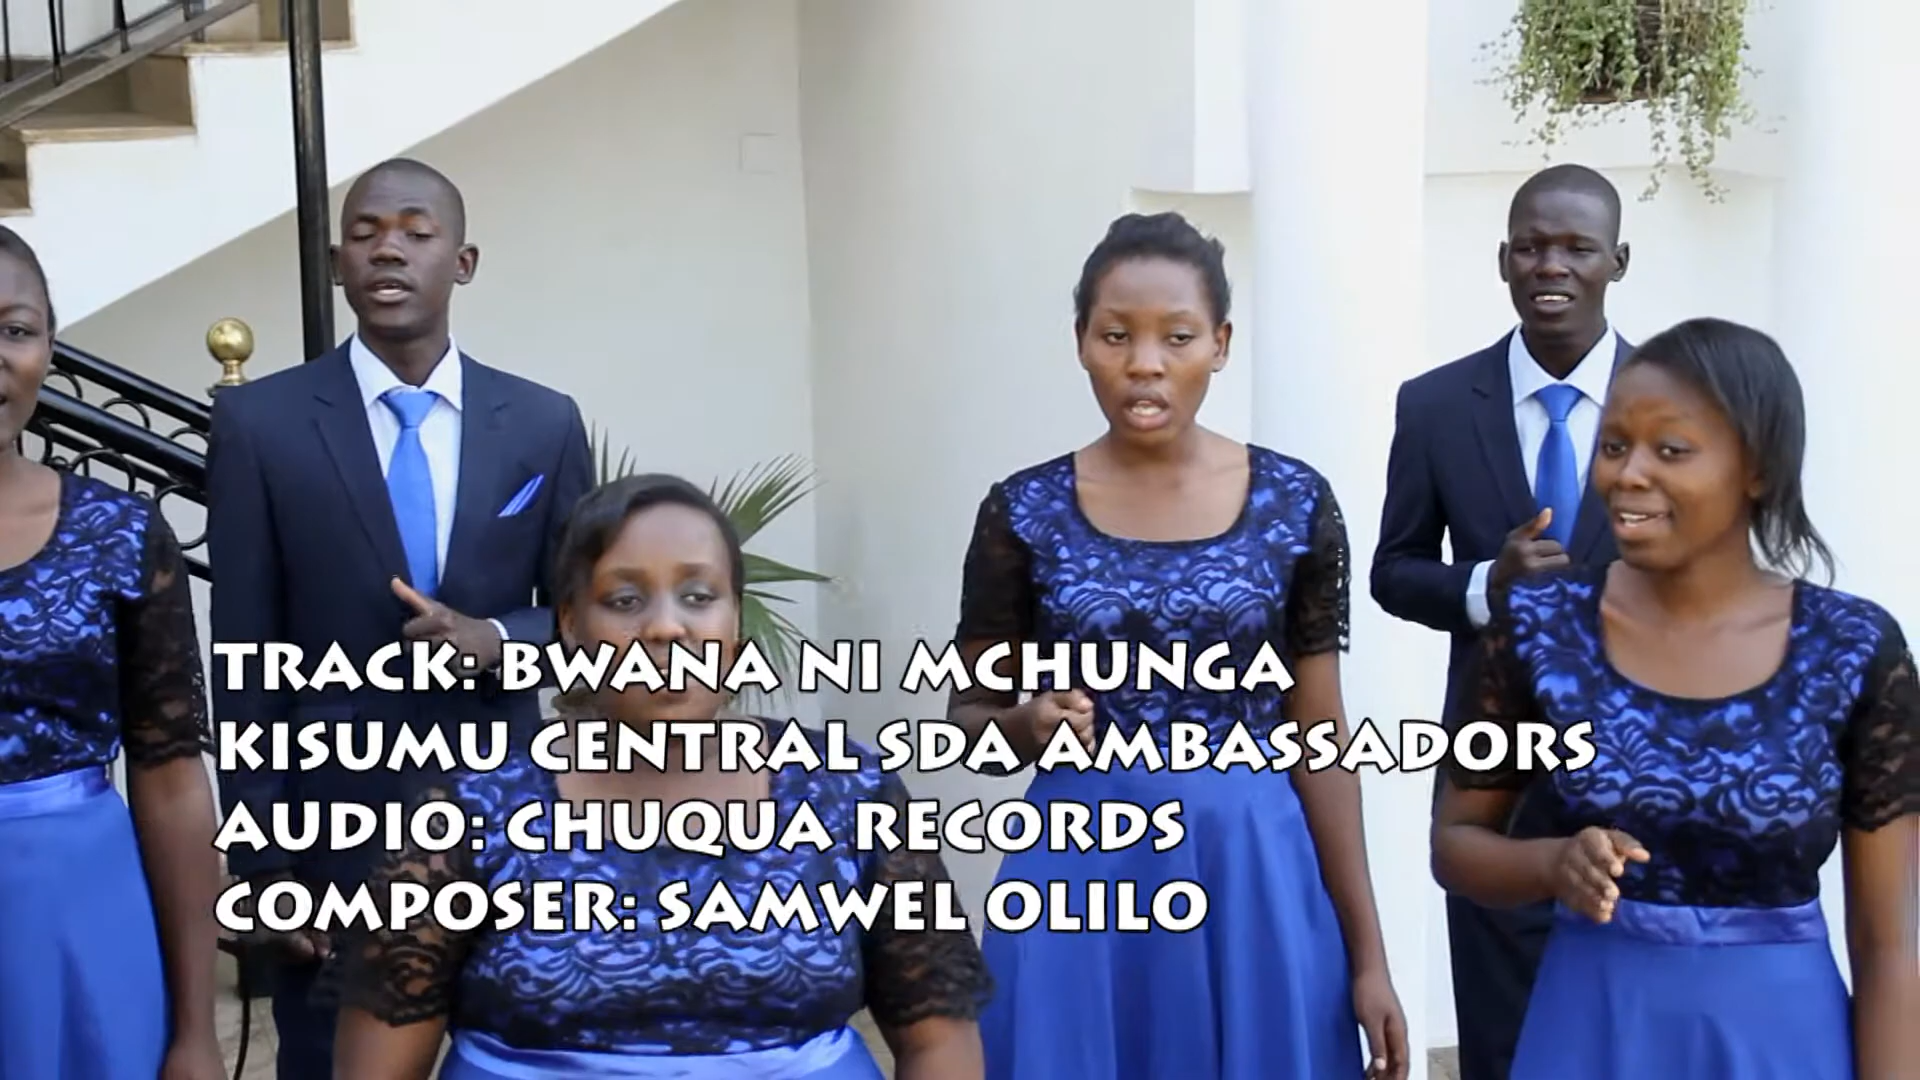 TRACK: BWANA NI MCHUNGA
KISUMU CENTRAL SDA AMBASSADORS
AUDIO: CHUQUA RECORDS
COMPOSER: SAMWEL OLILO